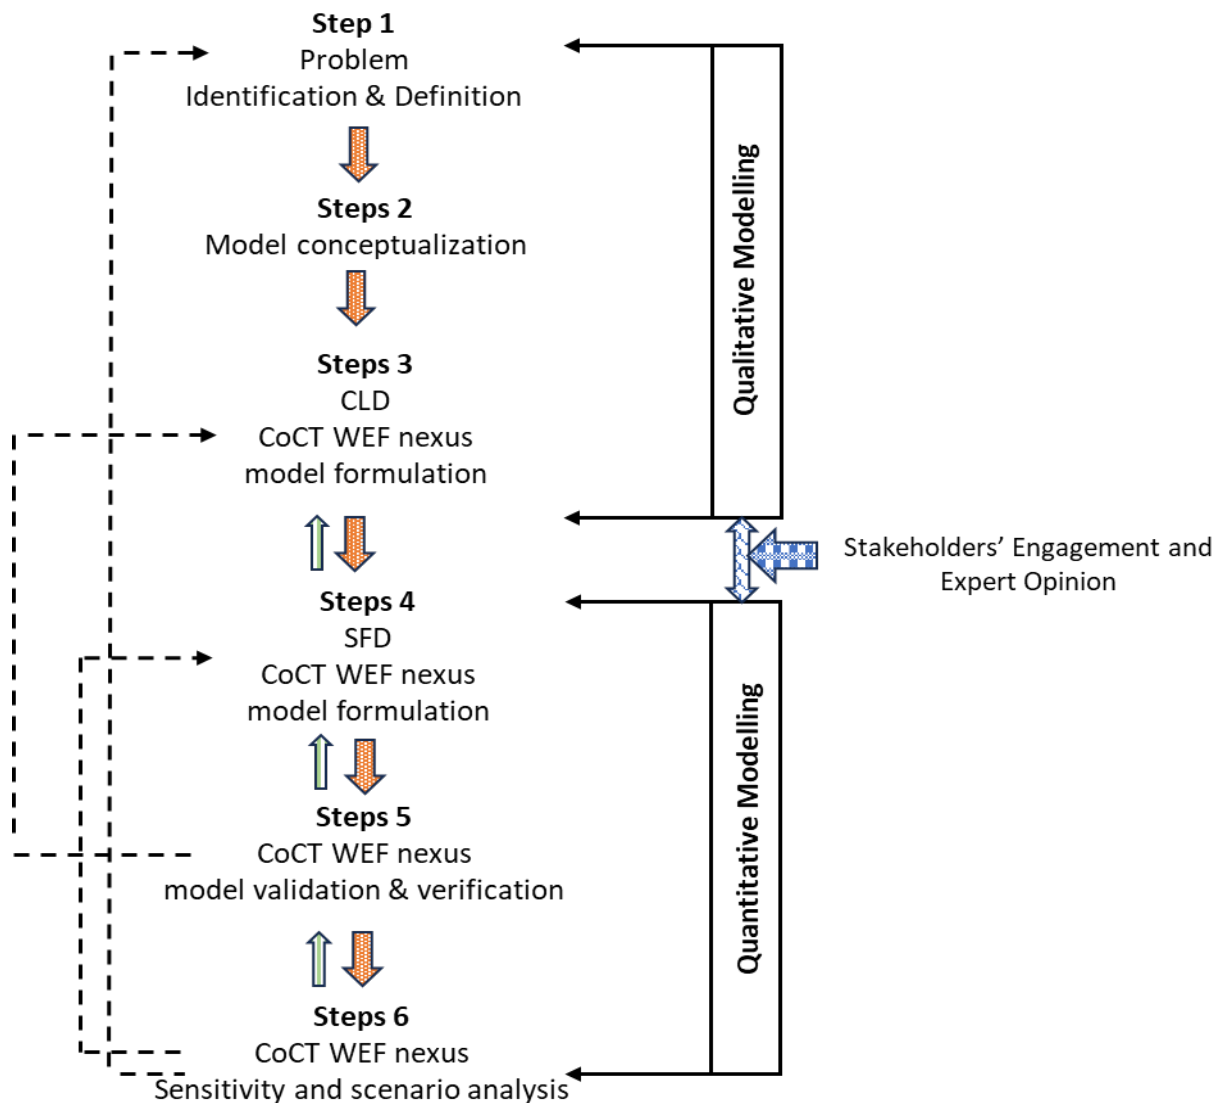 Step 1
Problem
Identification & Definition
Steps 2
Model conceptualization
Steps 3
CLD
CoCT WEF nexus
model formulation
Steps 4
SFD
CoCT WEF nexus
model formulation
Steps 5
CoCT WEF nexus
model validation & verification
Steps 6
CoCT WEF nexus
Sensitivity and scenario analysis
Qualitative Modelling
Stakeholders’ Engagement and
Expert Opinion
Quantitative Modelling